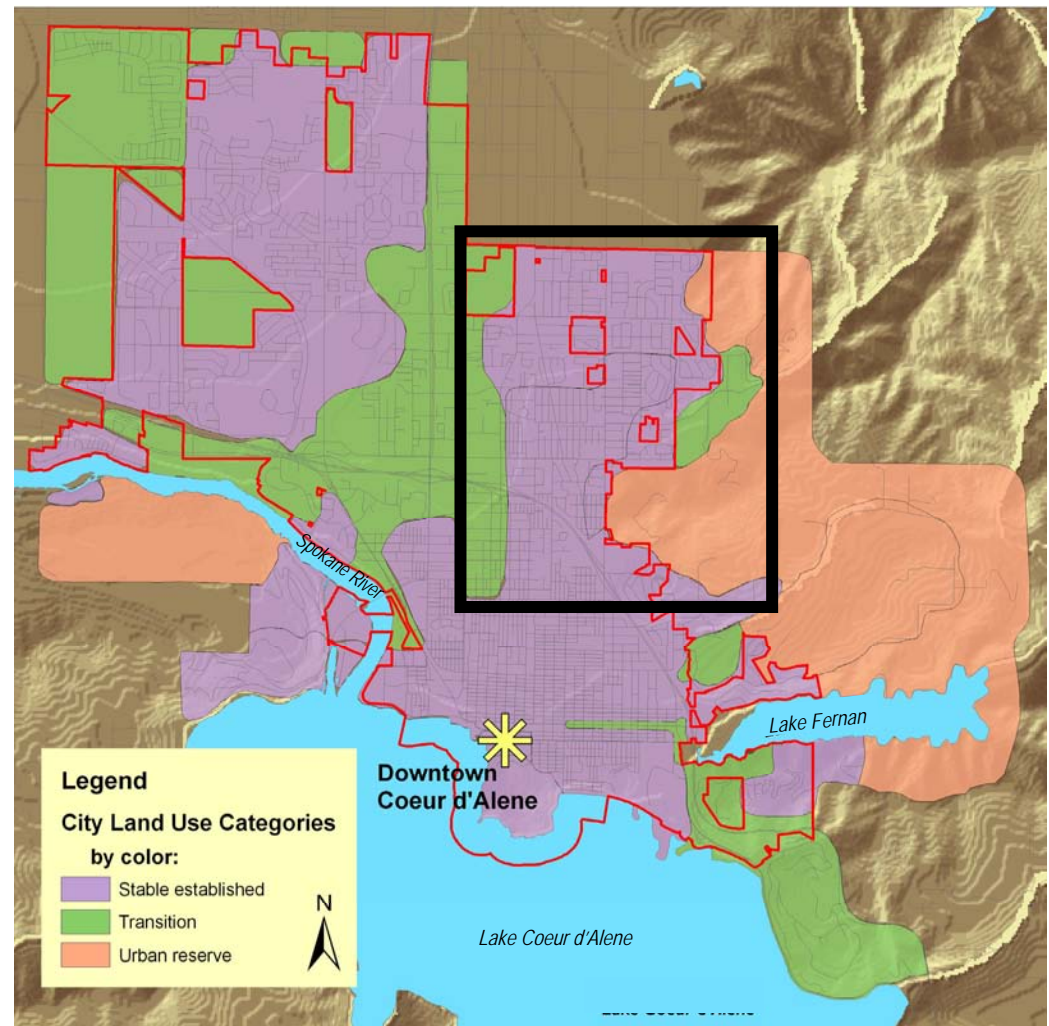 Spokane River
Lake Fernan
Downtown
Coeur d'Alene
Legend
City Land Use Categories
by color:
Stable established
Transition
Urban reserve
N
Lake Coeur d'Alene